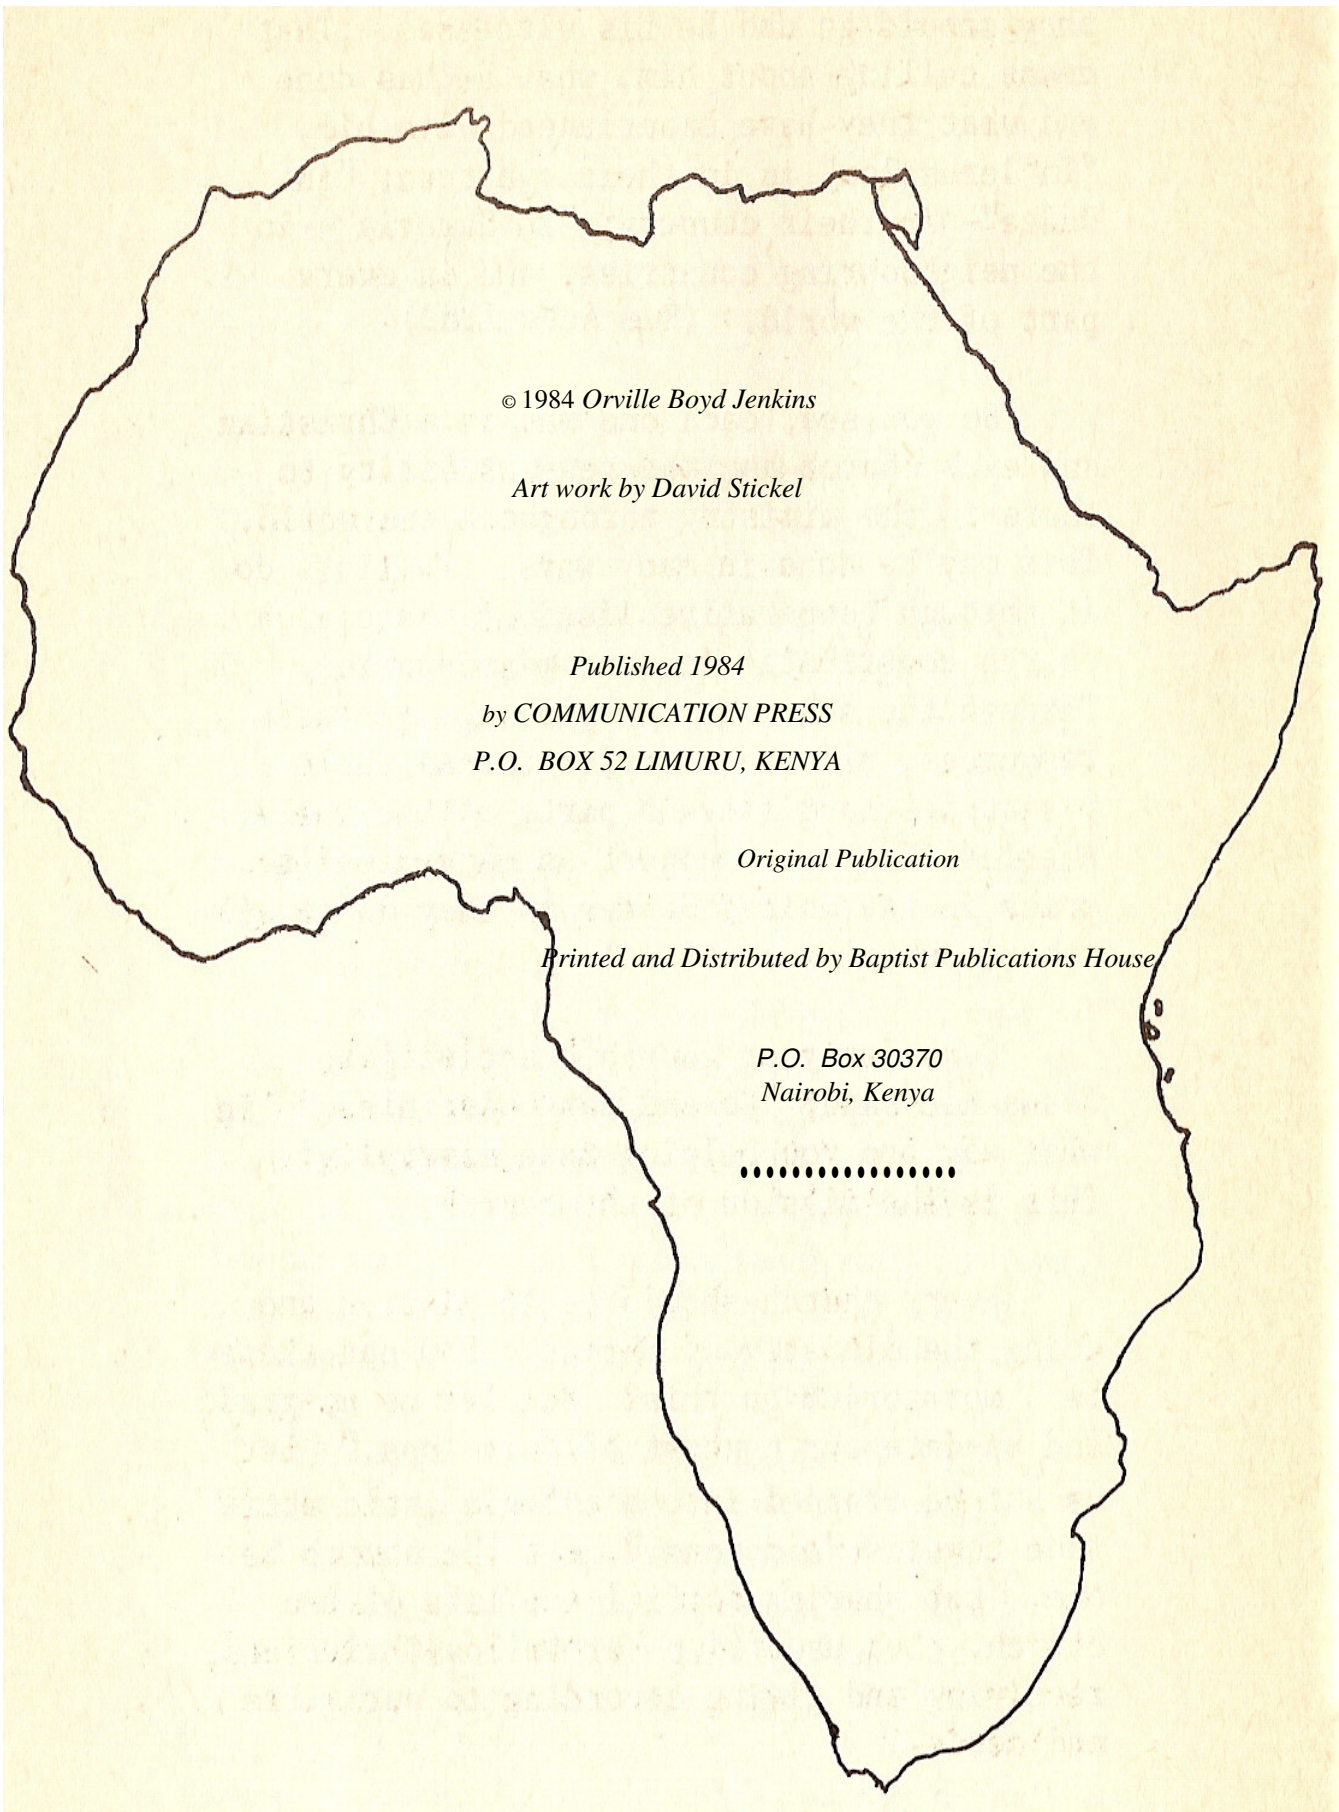 © 1984 Orville Boyd Jenkins
Art work by David Stickel
Published 1984
by COMMUNICATION PRESS
P.O. BOX 52 LIMURU, KENYA
Original Publication
Printed and Distributed by Baptist Publications House
P.O. Box 30370
Nairobi, Kenya